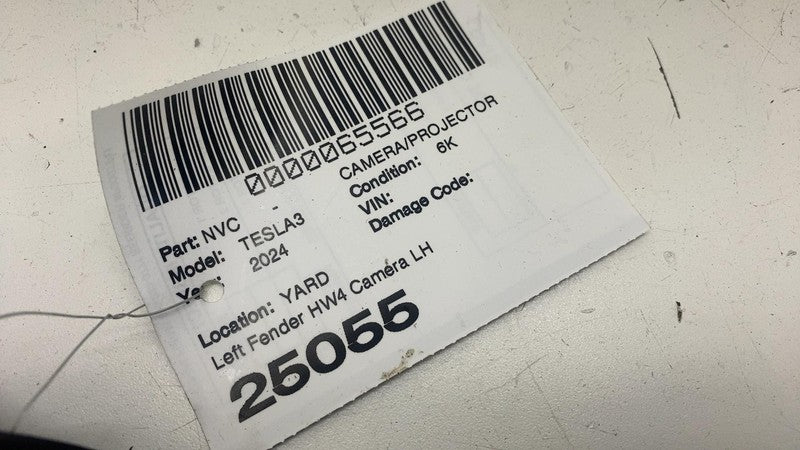 0000065566
Part: NVC - CAMERA/PROJECTOR
Model: TESLA3 Condition: 6K
Year: 2024 VIN:
Damage Code:
Location: YARD
Left Fender HW4 Camera LH
25055